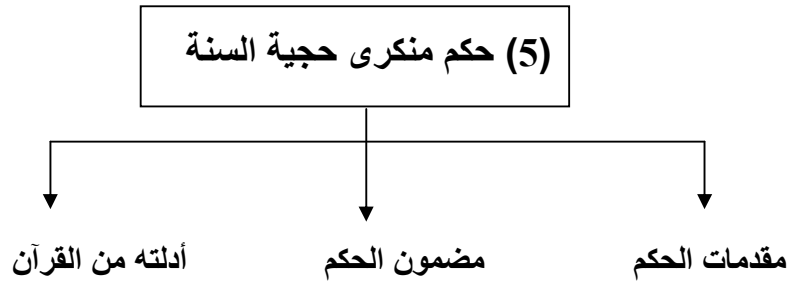 (5) حكم منكرى حجية السنة
مقدمات الحكم
مضمون الحكم
أدلته من القرآن